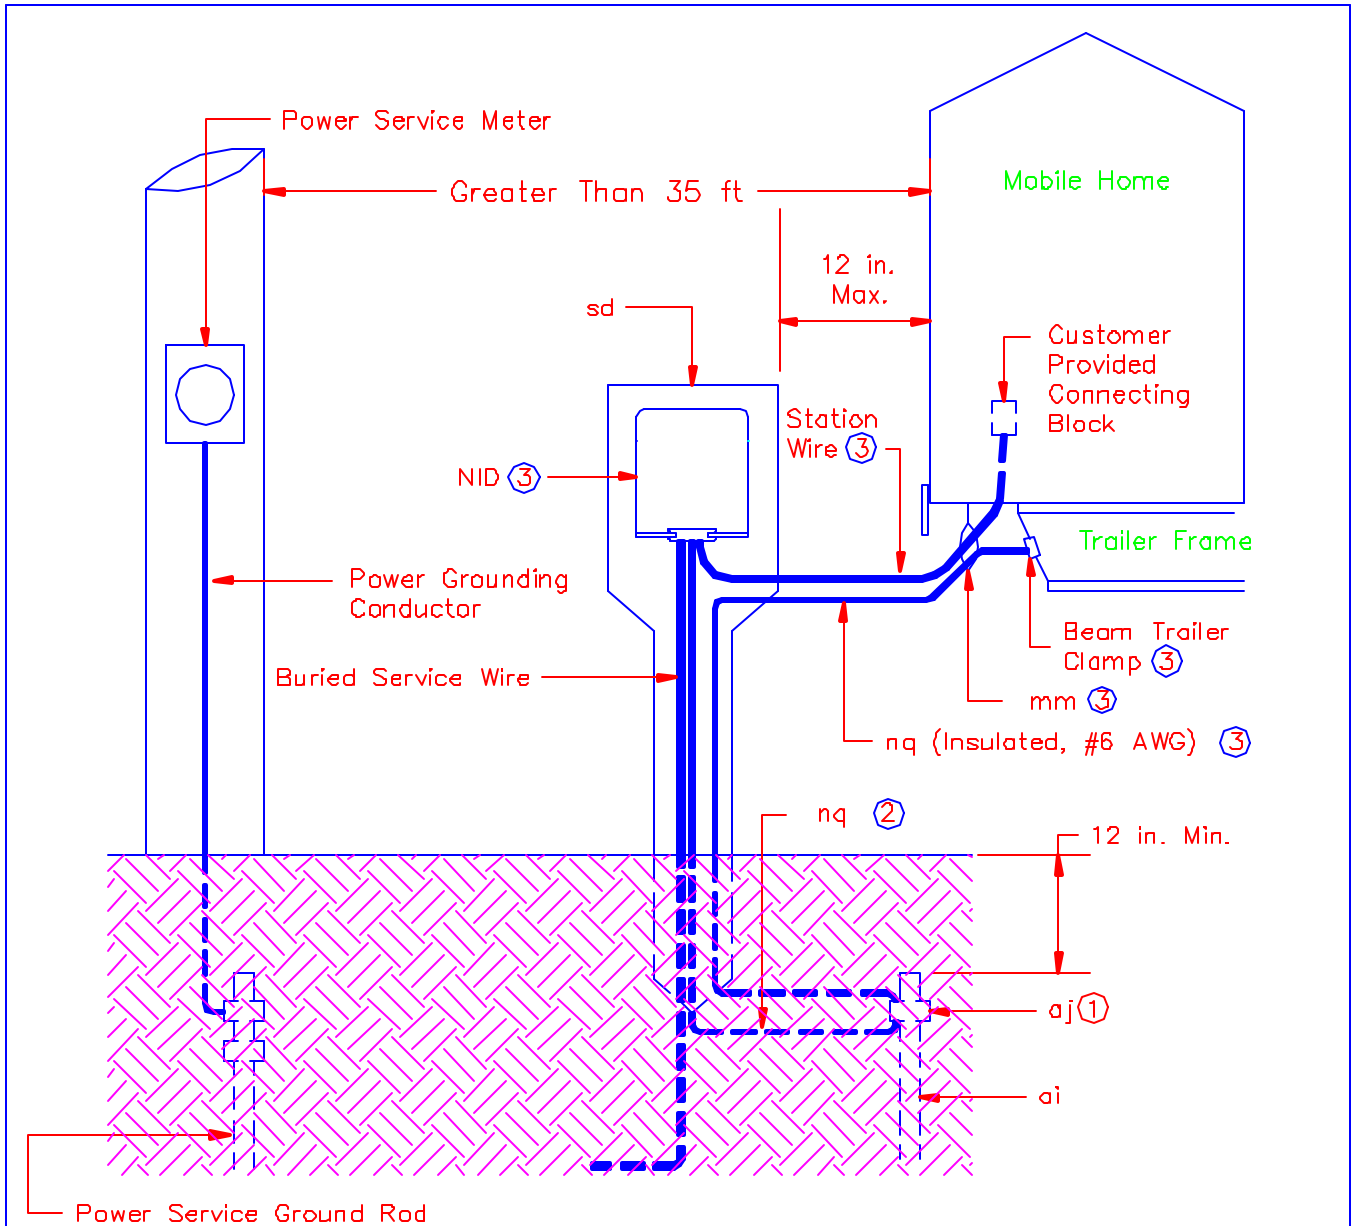 Power Service Meter
Greater Than 35 ft
Mobile Home
12 in.
Max.
sd
Customer
Provided
Connecting
Block
Station
Wire 3
NID 3
Trailer Frame
Power Grounding
Conductor
Beam Trailer
Clamp 3
Buried Service Wire
mm 3
nq (Insulated, #6 AWG) 3
nq 2
12 in. Min.
aj 1
ai
Power Service Ground Rod